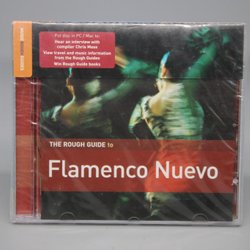 Put disc in PC / Mac to:
Hear an interview with
compiler Chris Moss
View travel and music information
from the Rough Guides
Win Rough Guide books
THE ROUGH GUIDE to
Flamenco Nuevo